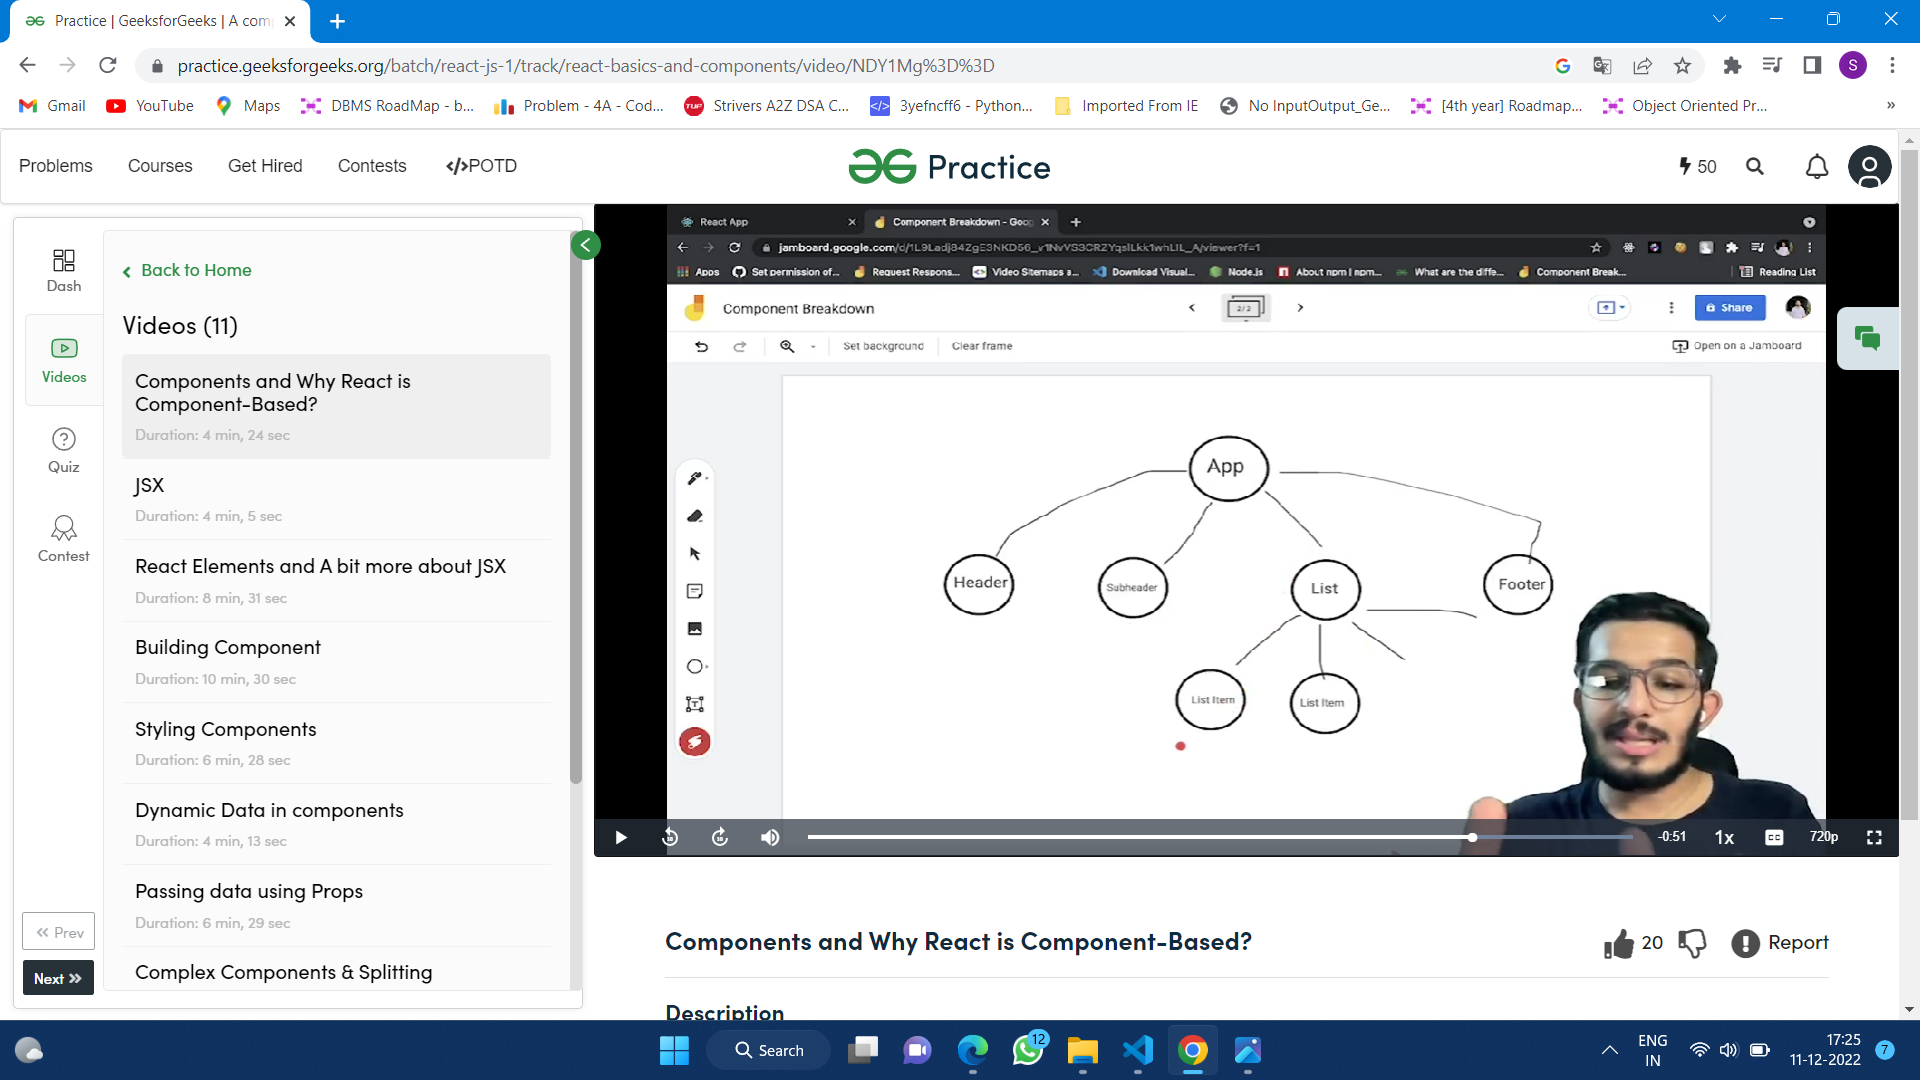 Practice | GeeksforGeeks | A com
practice.geeksforgeeks.org/batch/react-js-1/track/react-basics-and-components/video/NDY1Mg%3D%3D
S
Gmail YouTube Maps DBMS RoadMap - b... Problem - 4A - Cod... Strivers A2Z DSA C... 3yefncff6 - Python... Imported From IE No InputOutput_Ge... [4th year] Roadmap... Object Oriented Pr... »
Problems Courses Get Hired Contests </>POTD Practice 50
Dash
Videos
Quiz
Contest
Prev
Next
Back to Home
Videos (11)
Components and Why React is
Component-Based?
Duration: 4 min, 24 sec
JSX
Duration: 4 min, 5 sec
React Elements and A bit more about JSX
Duration: 8 min, 31 sec
Building Component
Duration: 10 min, 30 sec
Styling Components
Duration: 6 min, 28 sec
Dynamic Data in components
Duration: 4 min, 13 sec
Passing data using Props
Duration: 6 min, 29 sec
Complex Components & Splitting
React App Component Breakdown - Goog
Apps Set permission of... Request Respons... Video Sitemaps a... Download Visual... Node.js About npm | npm... What are the diffe... Component Break... Reading List
Component Breakdown 2/2 Share
Set background Clear frame Open on a Jamboard
App
Header Subheader List Footer
List Item List Item
-0:51 1x CC 720p
Components and Why React is Component-Based? 20 Report
Description
Search 12 ENG
IN
17:25
11-12-2022
7